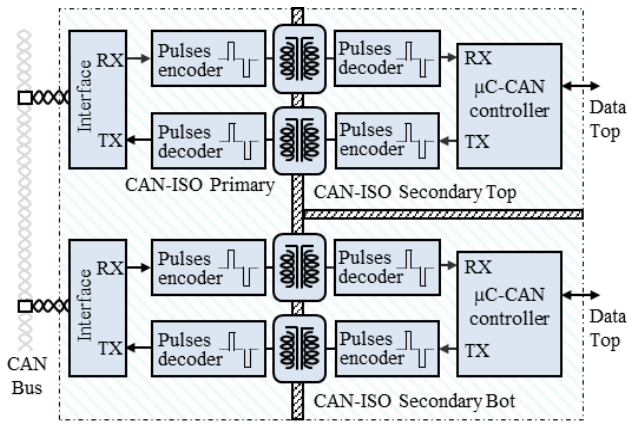 Interface
RX
TX
Pulses
encoder
Pulses
decoder
RX
μC-CAN
controller
TX
Data
Top
Pulses
decoder
Pulses
encoder
CAN-ISO Primary
CAN-ISO Secondary Top
Interface
RX
TX
Pulses
encoder
Pulses
decoder
RX
μC-CAN
controller
TX
Data
Top
Pulses
decoder
Pulses
encoder
CAN
Bus
CAN-ISO Secondary Bot